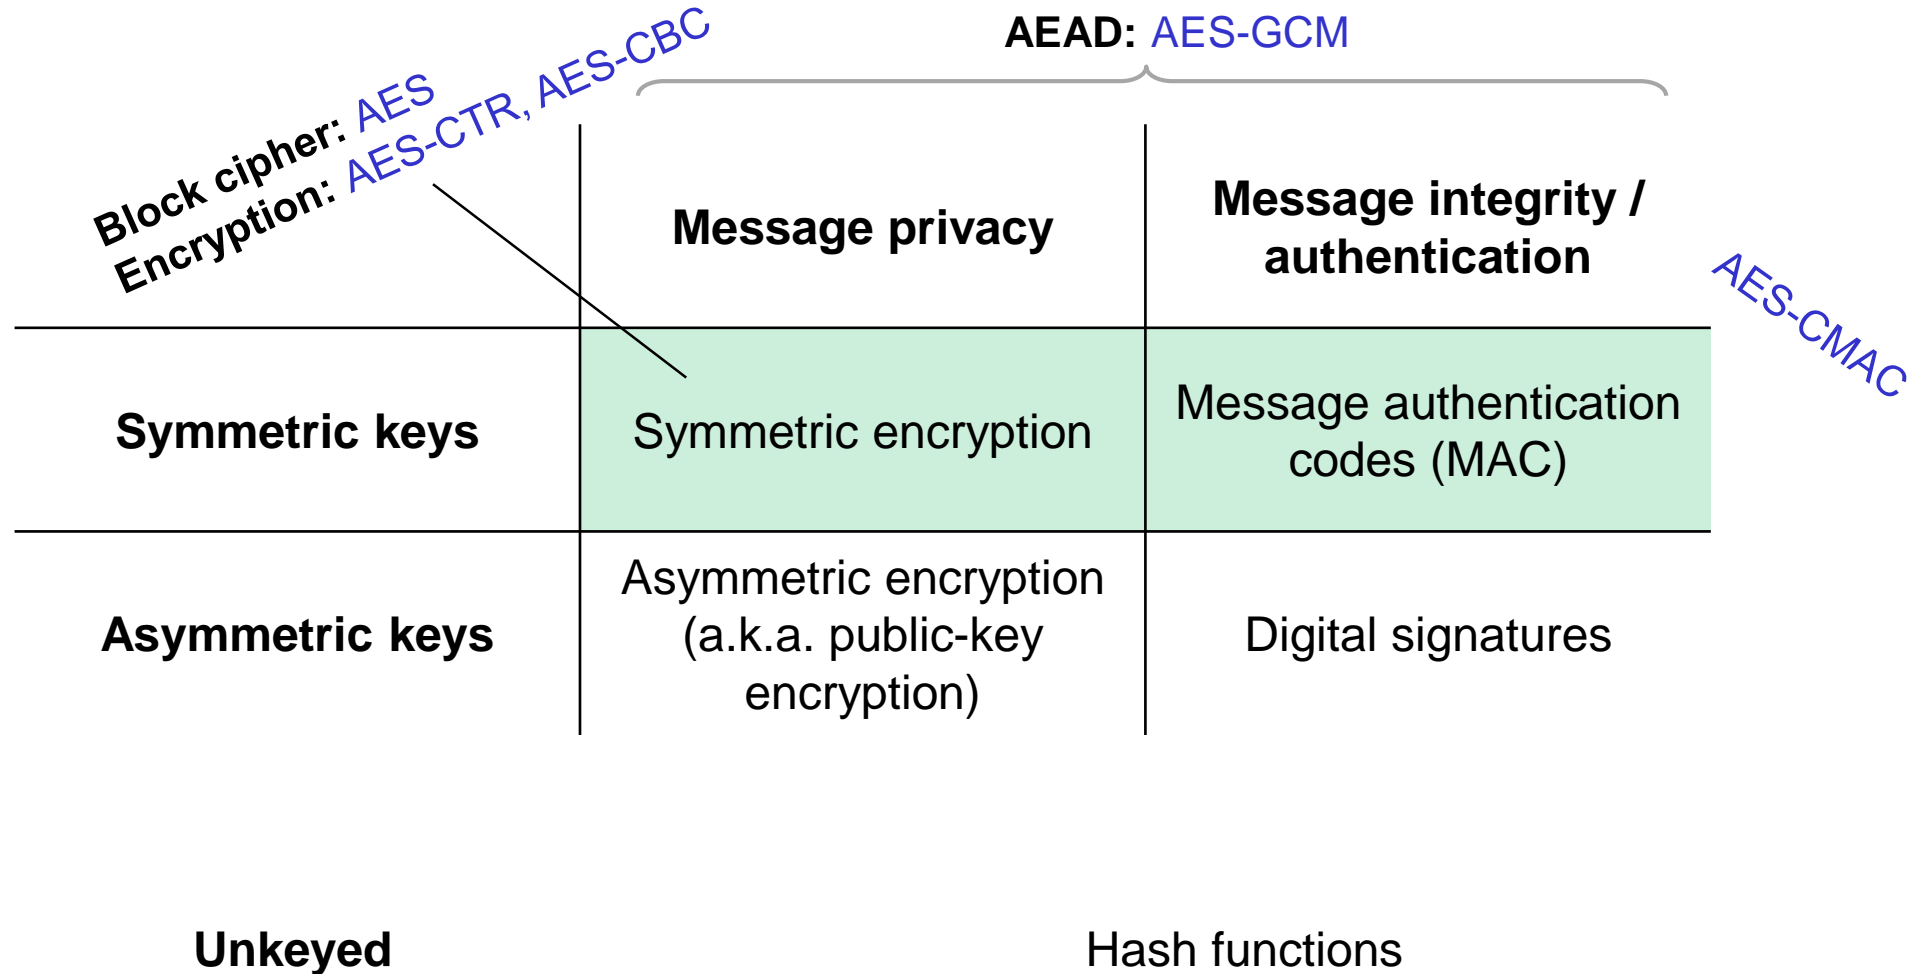 AEAD: AES-GCM
Block cipher: AES
Encryption: AES-CTR, AES-CBC
Message privacy
Message integrity /
authentication
AES-CMAC
Symmetric keys
Symmetric encryption
Message authentication
codes (MAC)
Asymmetric keys
Asymmetric encryption
(a.k.a. public-key
encryption)
Digital signatures
Unkeyed
Hash functions